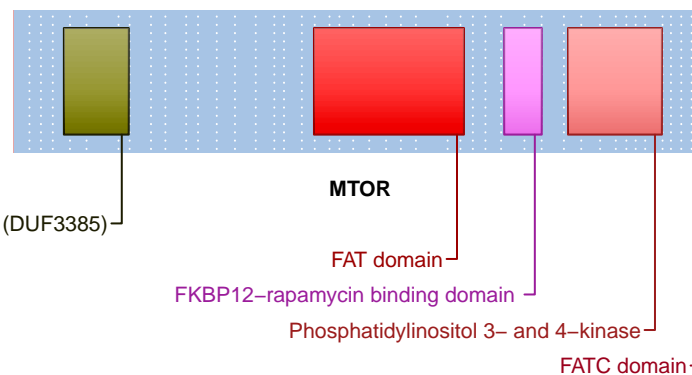 MTOR
(DUF3385)
FAT domain
FKBP12−rapamycin binding domain
Phosphatidylinositol 3− and 4−kinase
FATC domain